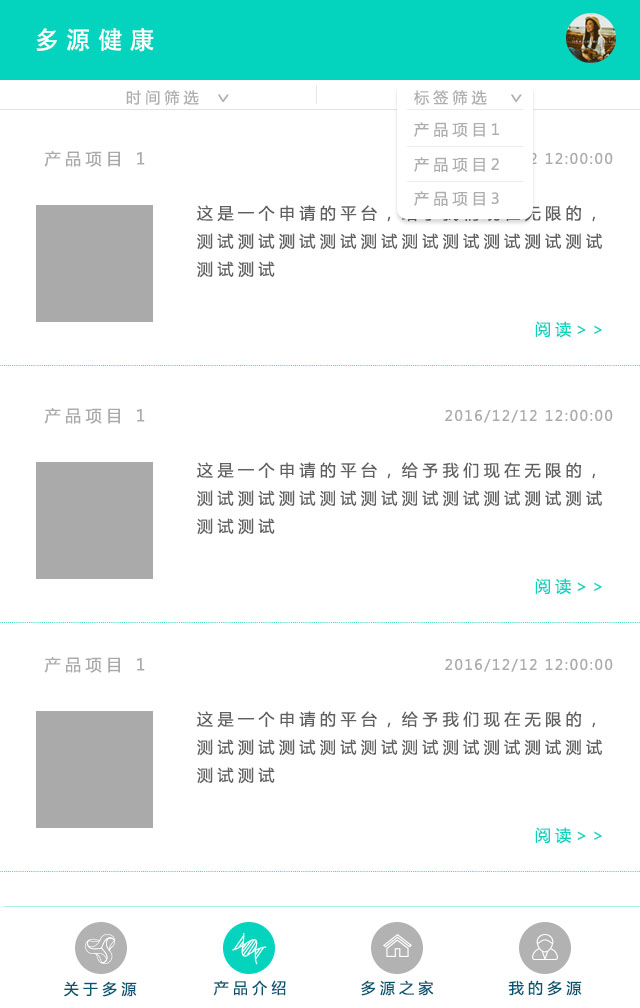 多源健康
时间筛选
标签筛选
产品项目1
产品项目2
产品项目3
产品项目 1
2 12:00:00
这是一个申请的平台，给予我们现在无限的，
测试测试测试测试测试测试测试测试测试测试
测试测试
阅读>>
产品项目 1
2016/12/12 12:00:00
这是一个申请的平台，给予我们现在无限的，
测试测试测试测试测试测试测试测试测试测试
测试测试
阅读>>
产品项目 1
2016/12/12 12:00:00
这是一个申请的平台，给予我们现在无限的，
测试测试测试测试测试测试测试测试测试测试
测试测试
阅读>>
关于多源
产品介绍
多源之家
我的多源